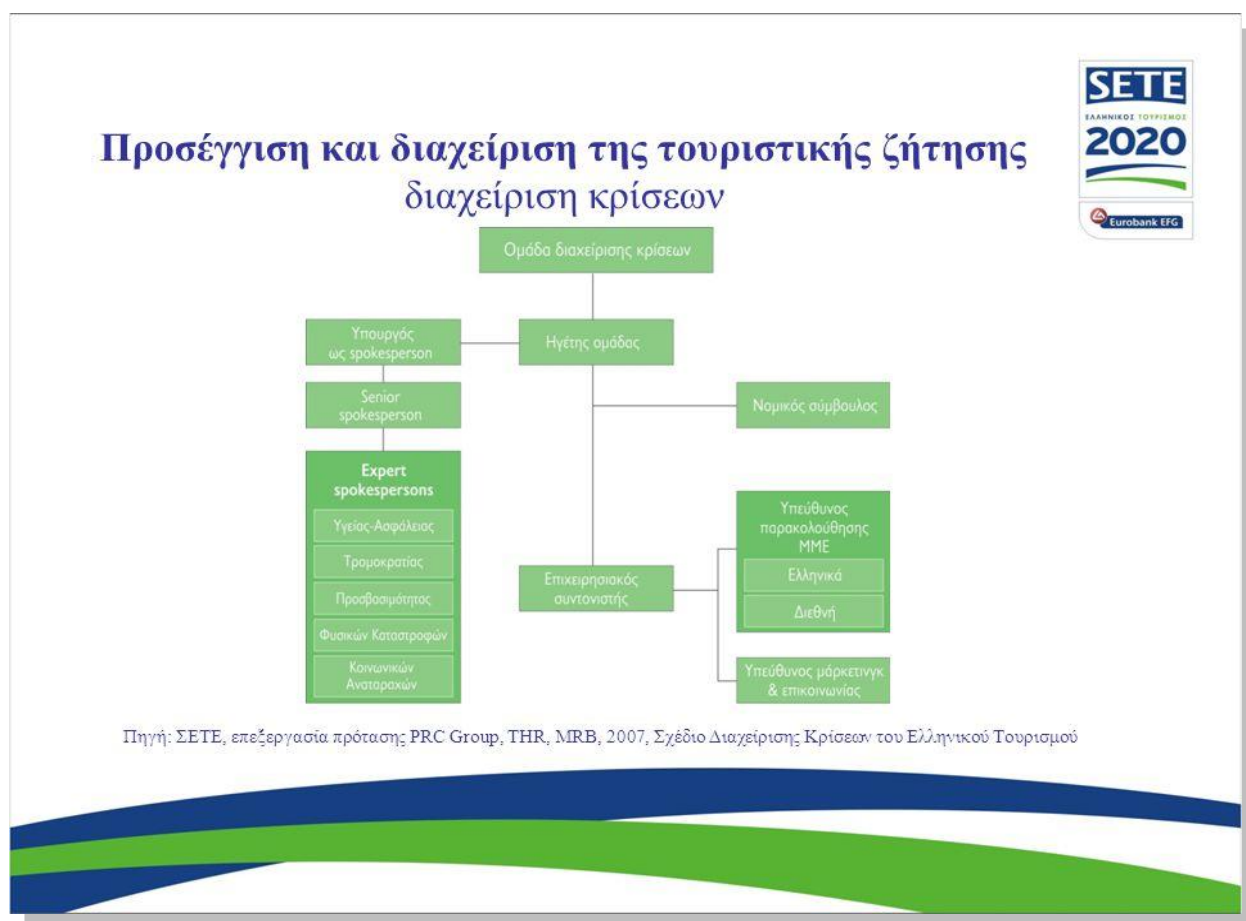 SETE
ΕΛΛΗΝΙΚΟΣ ΤΟΥΡΙΣΜΟΣ
2020
Eurobank EFG
Προσέγγιση και διαχείριση της τουριστικής ζήτησης
διαχείριση κρίσεων
Ομάδα διαχείρισης κρίσεων
Υπουργός
ως spokesperson
Ηγέτης ομάδας
Senior
spokesperson
Νομικός σύμβουλος
Expert
spokespersons
Υγείας-Ασφάλειας
Τρομοκρατίας
Προσβασιμότητας
Φυσικών Καταστροφών
Κοινωνικών
Αναταραχών
Επιχειρησιακός
συντονιστής
Υπεύθυνος
παρακολούθησης
ΜΜΕ
Ελληνικά
Διεθνή
Υπεύθυνος μάρκετινγκ
& επικοινωνίας
Πηγή: ΣΕΤΕ, επεξεργασία πρότασης PRC Group, THR, MRB, 2007, Σχέδιο Διαχείρισης Κρίσεων του Ελληνικού Τουρισμού